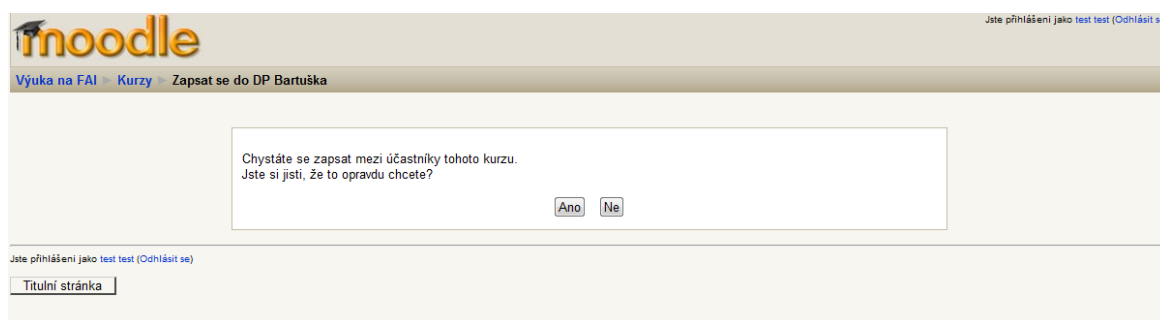 Jste přihlášeni jako test test (Odhlásit s
moodle
Výuka na FAI ► Kurzy ► Zapsat se do DP Bartuška
Chystáte se zapsat mezi účastníky tohoto kurzu.
Jste si jisti, že to opravdu chcete?
Ano Ne
Jste přihlášeni jako test test (Odhlásit se)
Titulní stránka